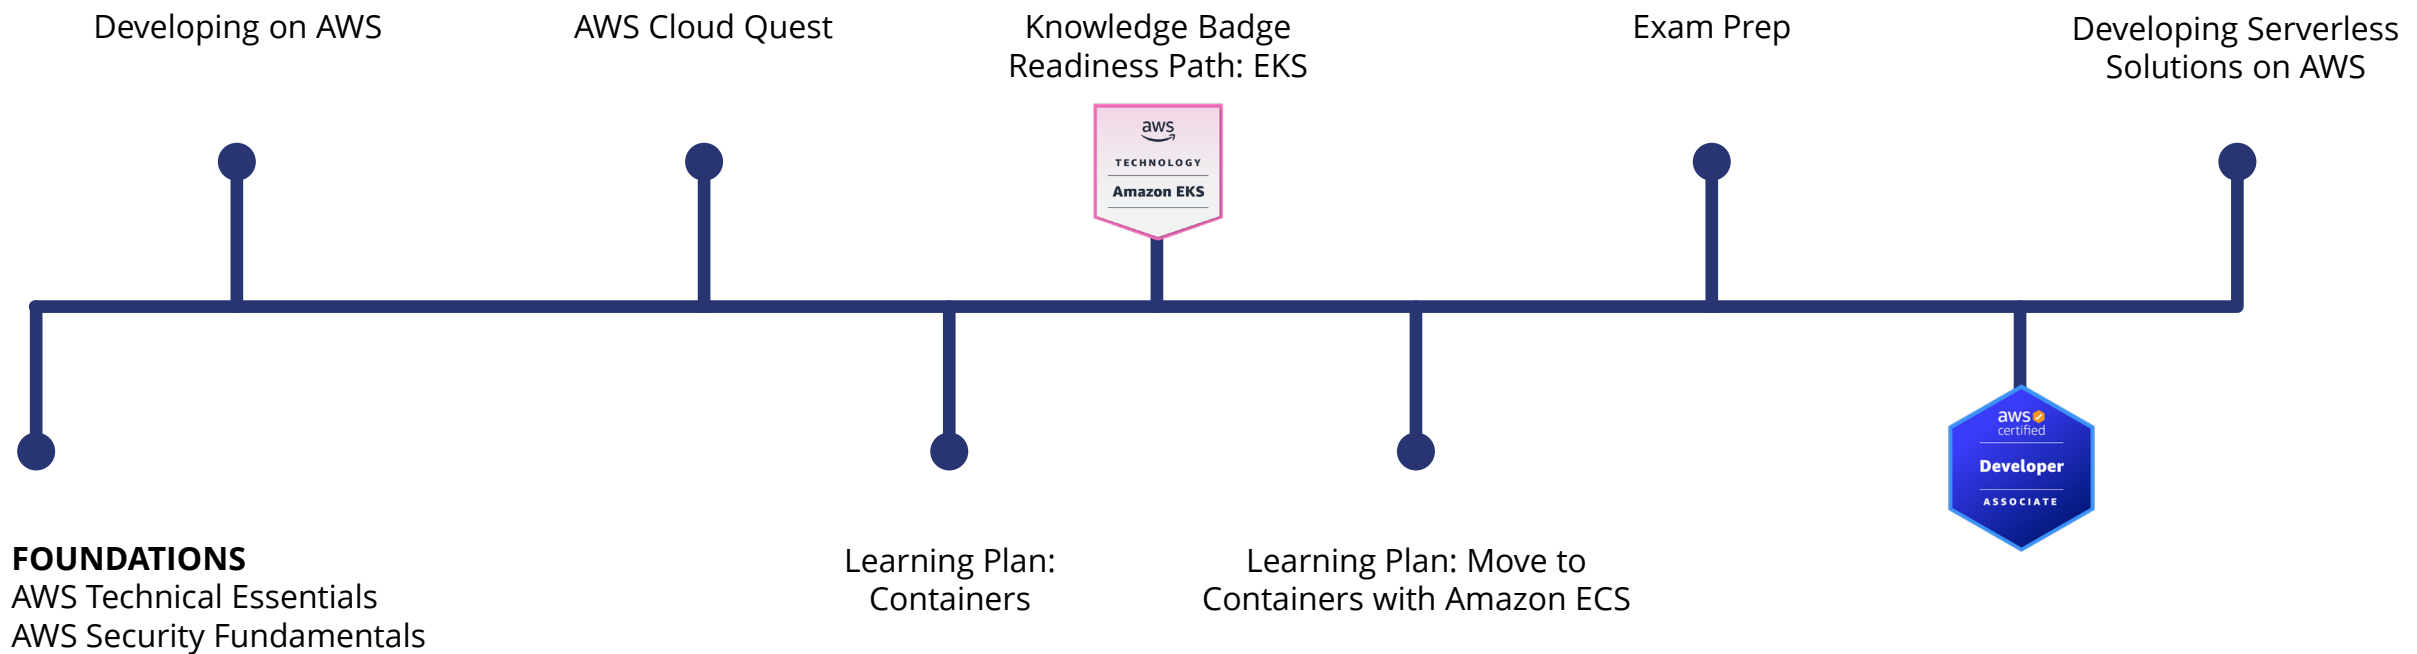 Developing on AWS
AWS Cloud Quest
Knowledge Badge
Readiness Path: EKS
Exam Prep
Developing Serverless
Solutions on AWS
aws
TECHNOLOGY
Amazon EKS
aws
certified
Developer
ASSOCIATE
FOUNDATIONS
AWS Technical Essentials
AWS Security Fundamentals
Learning Plan:
Containers
Learning Plan: Move to
Containers with Amazon ECS